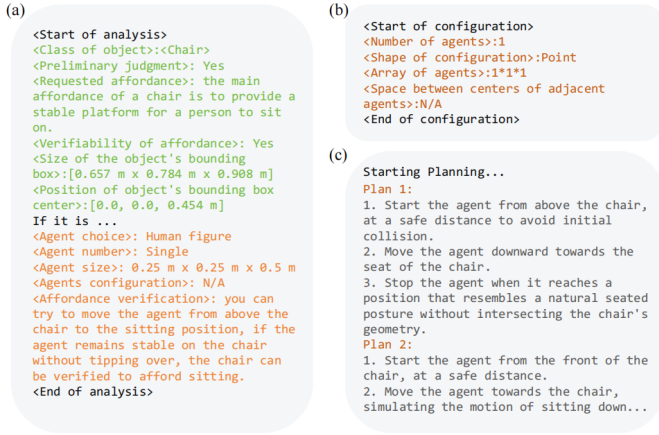 (a)
<Start of analysis>
<Class of object>:<Chair>
<Preliminary judgment>: Yes
<Requested affordance>: the main
affordance of a chair is to provide a
stable platform for a person to sit
on.
<Verifiability of affordance>: Yes
<Size of the object's bounding
box>:[0.657 m x 0.784 m x 0.908 m]
<Position of object's bounding box
center>:[0.0, 0.0, 0.454 m]
If it is ...
<Agent choice>: Human figure
<Agent number>: Single
<Agent size>: 0.25 m x 0.25 m x 0.5 m
<Agents configuration>: N/A
<Affordance verification>: you can
try to move the agent from above the
chair to the sitting position, if the
agent remains stable on the chair
without tipping over, the chair can
be verified to afford sitting.
<End of analysis>
(b)
<Start of configuration>
<Number of agents>:1
<Shape of configuration>:Point
<Array of agents>:1*1*1
<Space between centers of adjacent
agents>:N/A
<End of configuration>
(c)
Starting Planning...
Plan 1:
1. Start the agent from above the chair,
at a safe distance to avoid initial
collision.
2. Move the agent downward towards the
seat of the chair.
3. Stop the agent when it reaches a
position that resembles a natural seated
posture without intersecting the chair's
geometry.
Plan 2:
1. Start the agent from the front of the
chair, at a safe distance.
2. Move the agent towards the chair,
simulating the motion of sitting down...